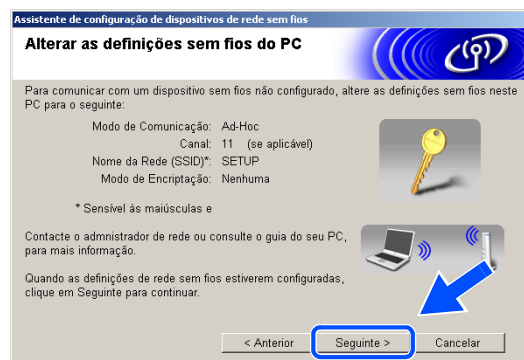 Assistente de configuração de dispositivos de rede sem fios
Alterar as definições sem fios do PC
Para comunicar com um dispositivo sem fios não configurado, altere as definições sem fios neste
PC para o seguinte:
Modo de Comunicação: Ad-Hoc
Canal: 11 (se aplicável)
Nome da Rede (SSID)*: SETUP
Modo de Encriptação: Nenhuma
* Sensível às maiúsculas e
Contacte o admnistrador de rede ou consulte o guia do seu PC,
para mais informação.
Quando as definições de rede sem fios estiverem configuradas,
clique em Seguinte para continuar.
< Anterior Seguinte > Cancelar